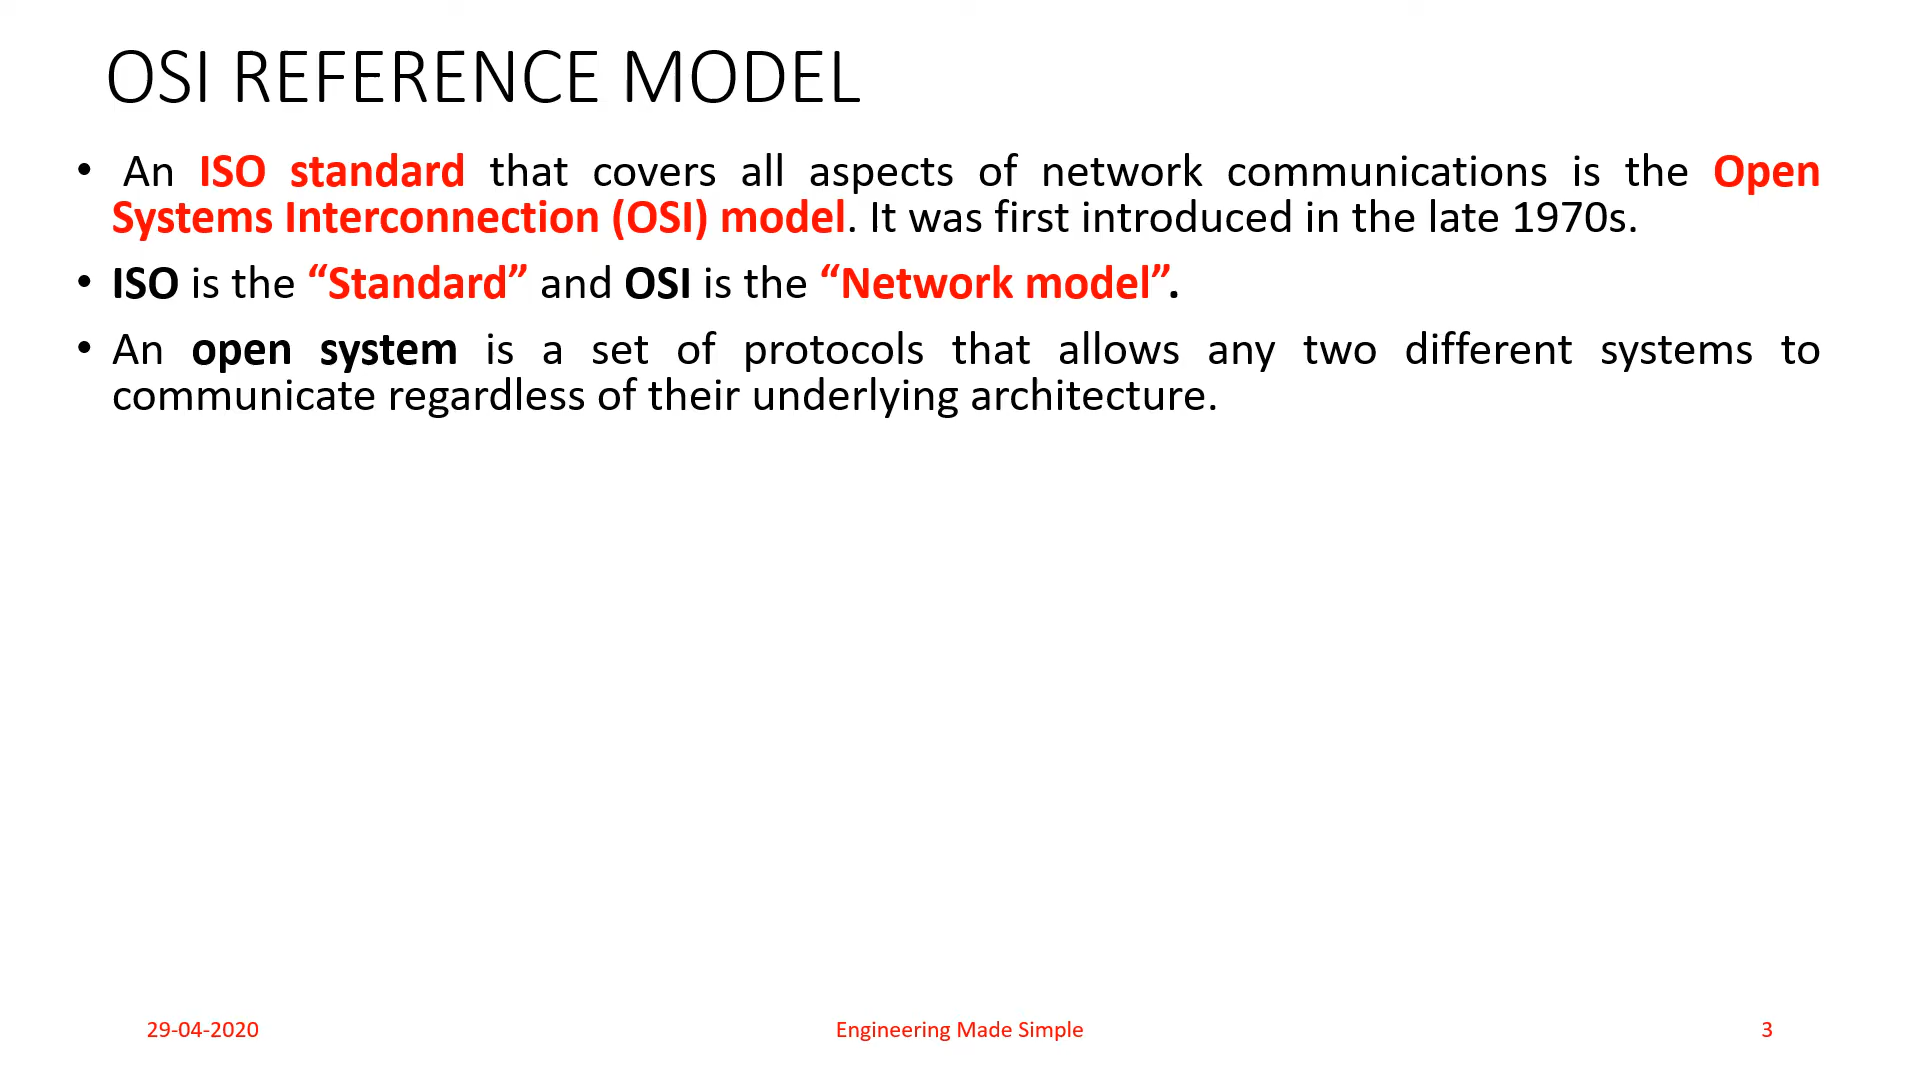 OSI REFERENCE MODEL
• An ISO standard that covers all aspects of network communications is the Open
Systems Interconnection (OSI) model. It was first introduced in the late 1970s.
• ISO is the “Standard” and OSI is the “Network model”.
• An open system is a set of protocols that allows any two different systems to
communicate regardless of their underlying architecture.
29-04-2020 Engineering Made Simple 3